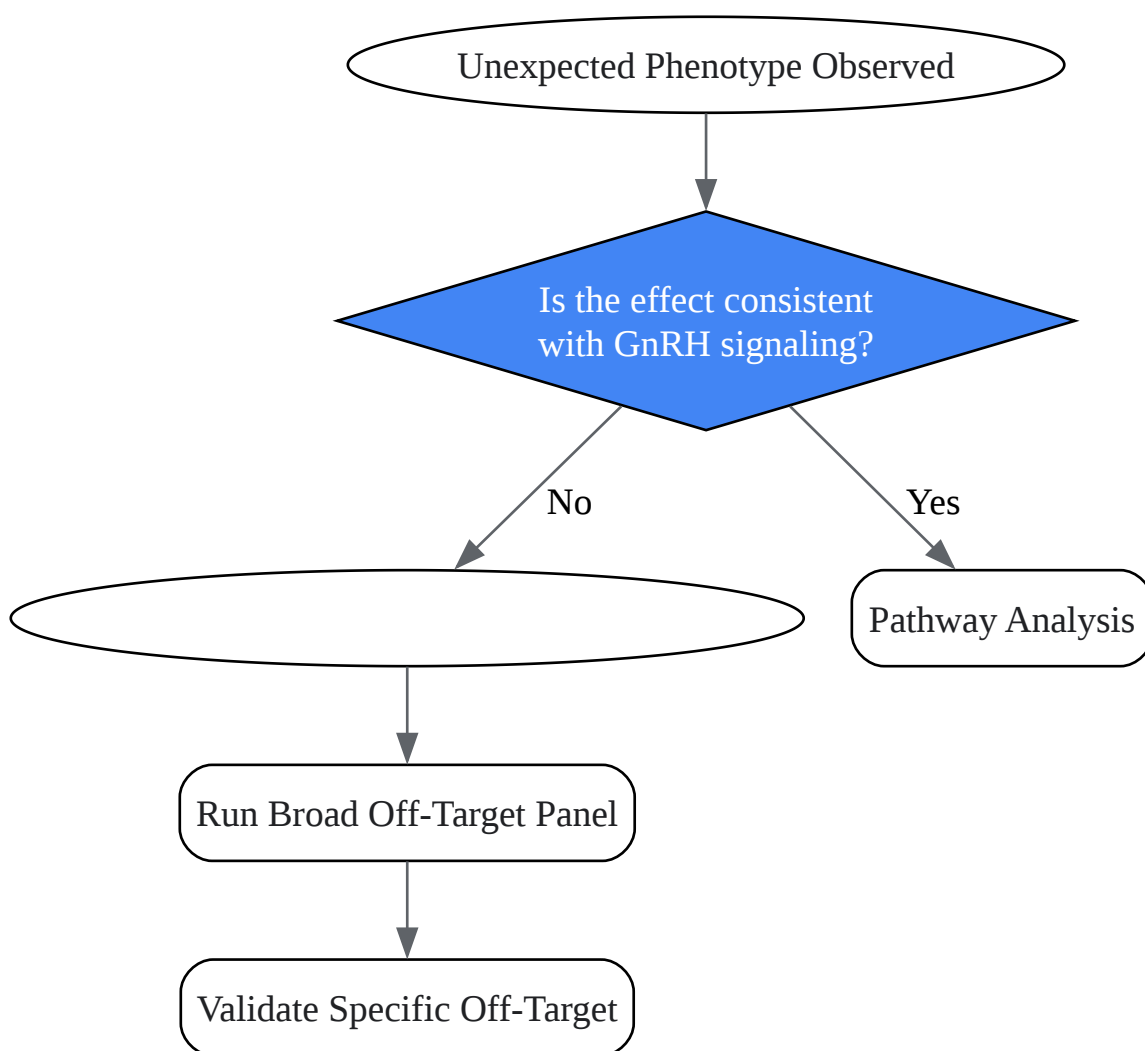 Unexpected Phenotype Observed
Is the effect consistent
with GnRH signaling?
No
Yes
Pathway Analysis
Run Broad Off-Target Panel
Validate Specific Off-Target